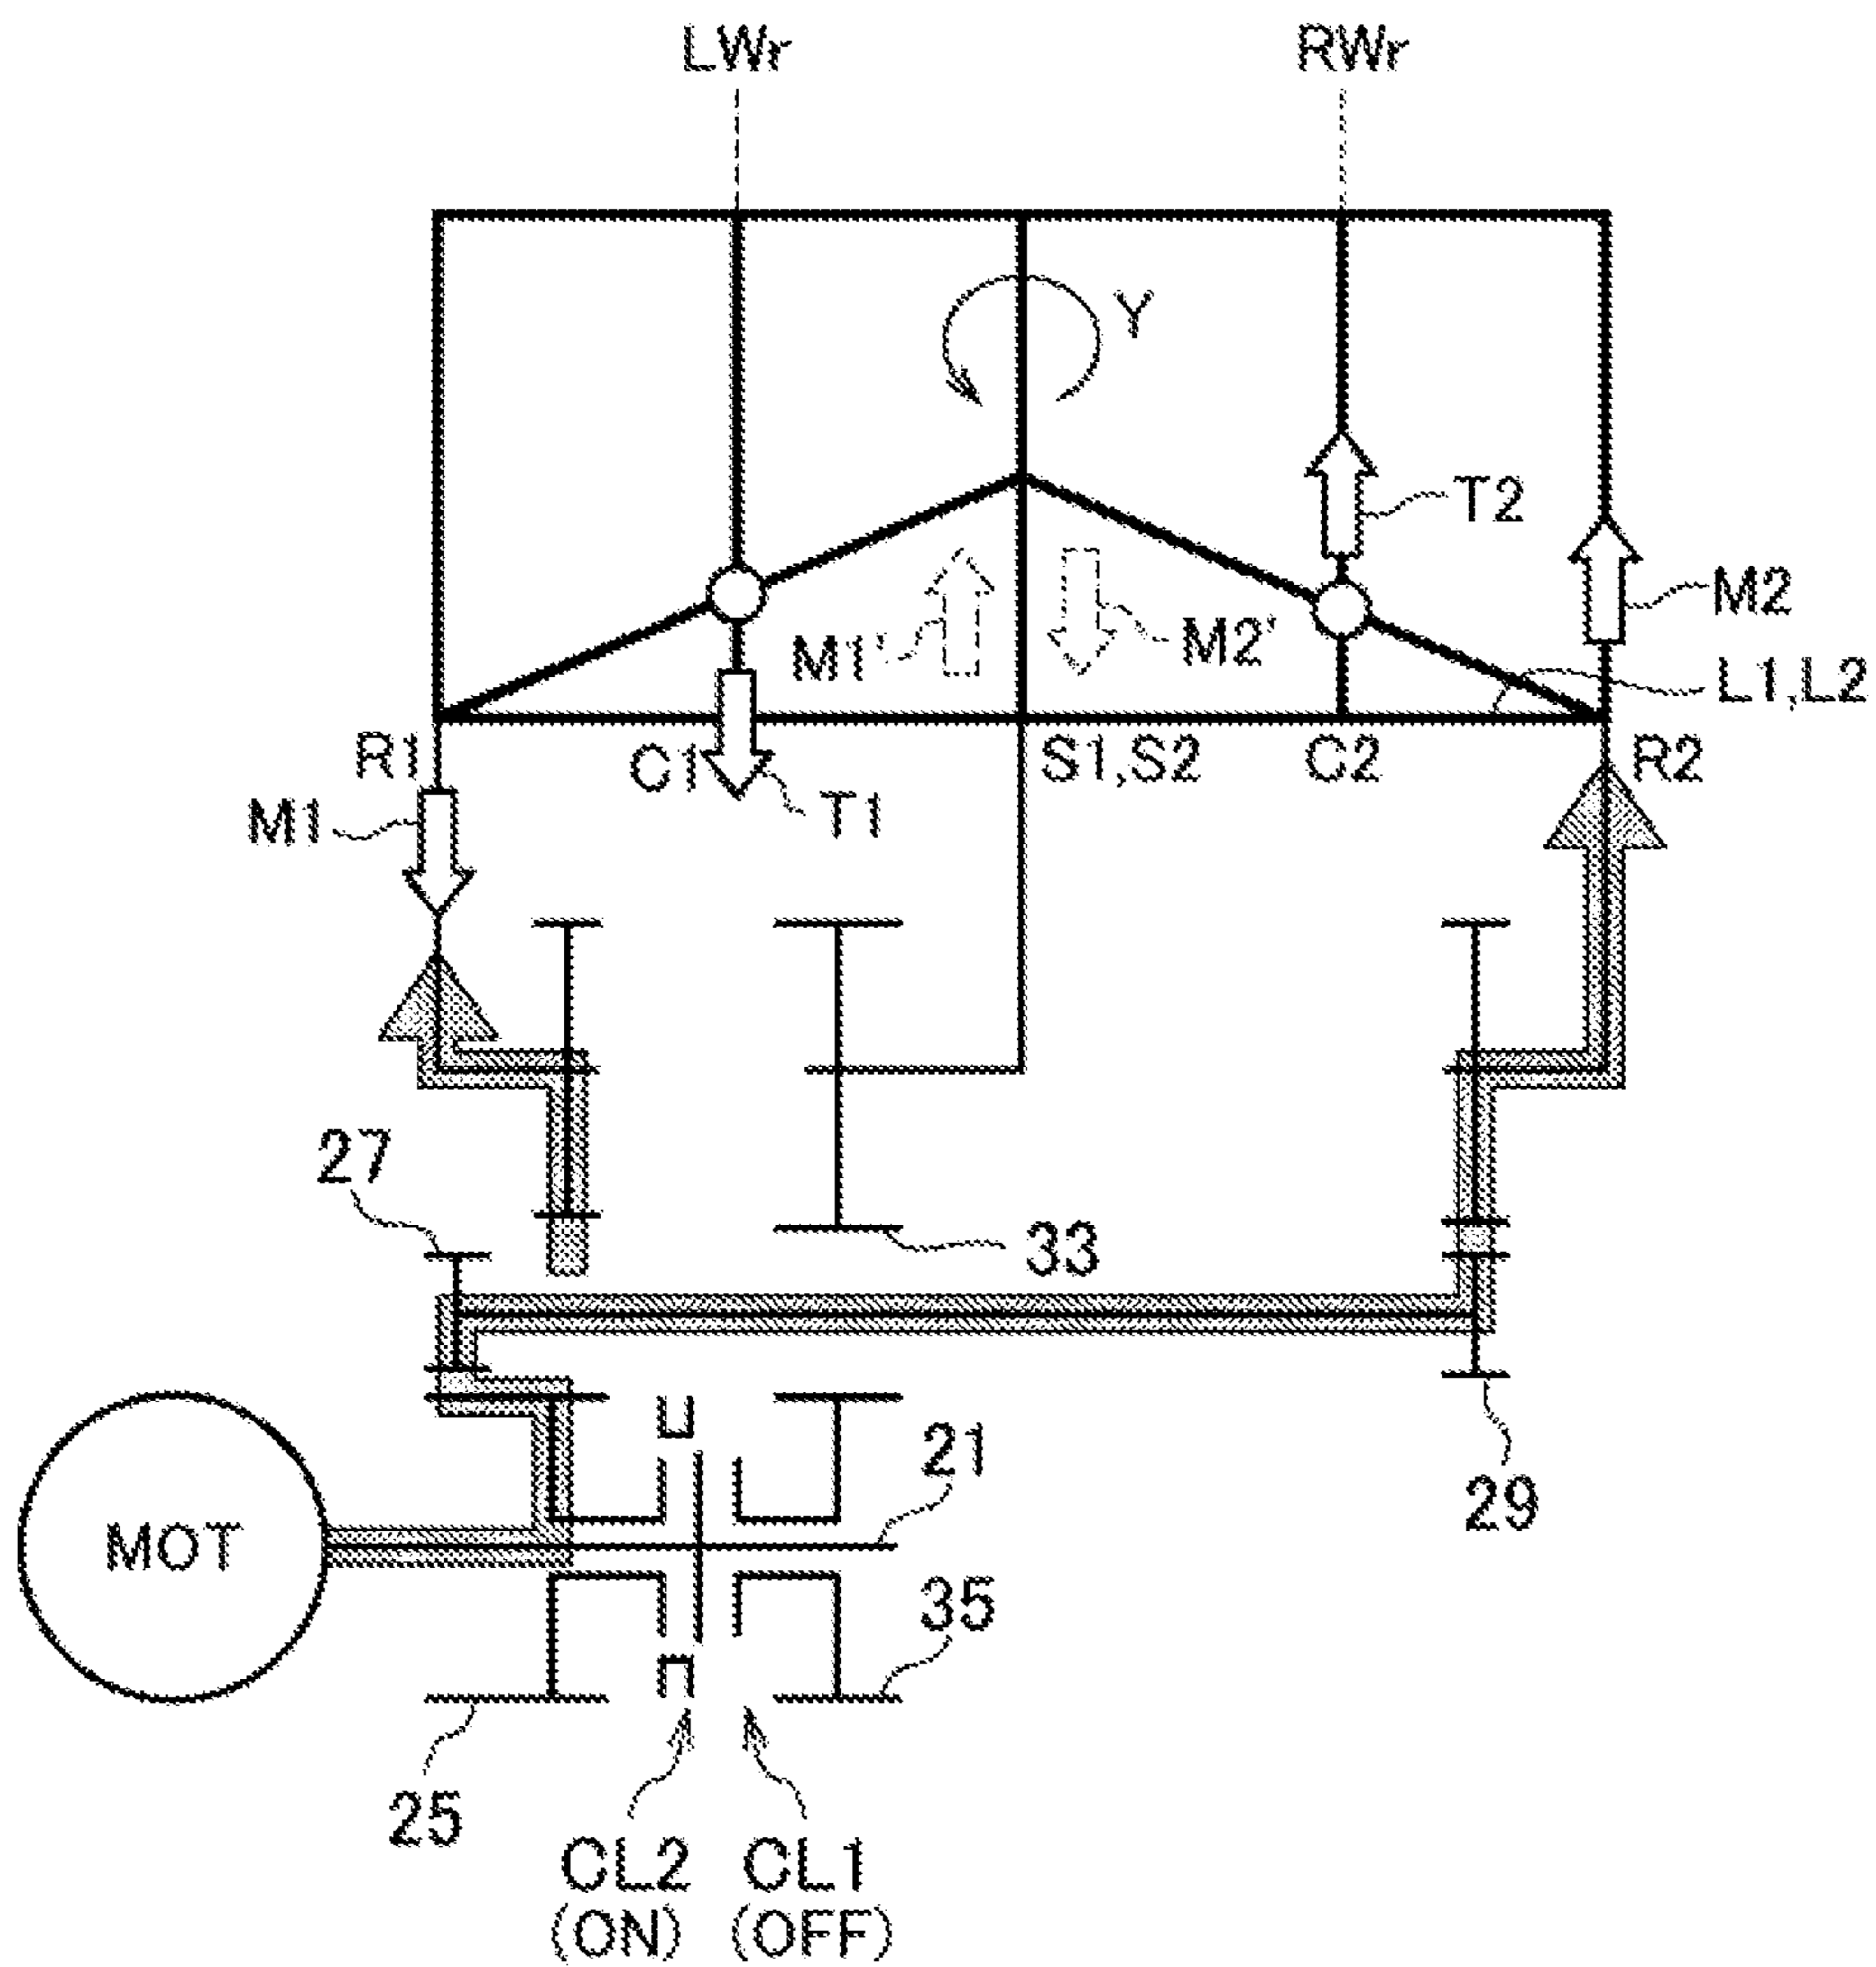 LWr
RWr
Y
T2
M2
M1'
M2'
L1,L2
R1
C1
S1,S2
C2
R2
M1
T1
27
33
21
29
MOT
35
25
CL2
CL1
(ON)
(OFF)